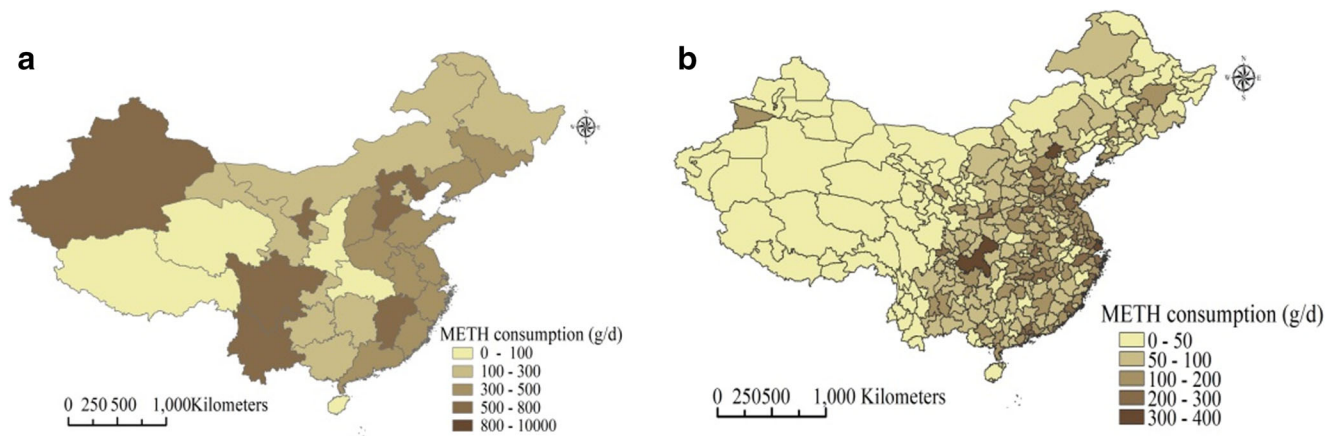 a
N
W E
S
METH consumption (g/d)
0 - 100
100 - 300
300 - 500
500 - 800
800 - 10000
0 250 500 1,000Kilometers
b
N
W E
S
METH consumption (g/d)
0 - 50
50 - 100
100 - 200
200 - 300
300 - 400
0 250500 1,000 Kilometers